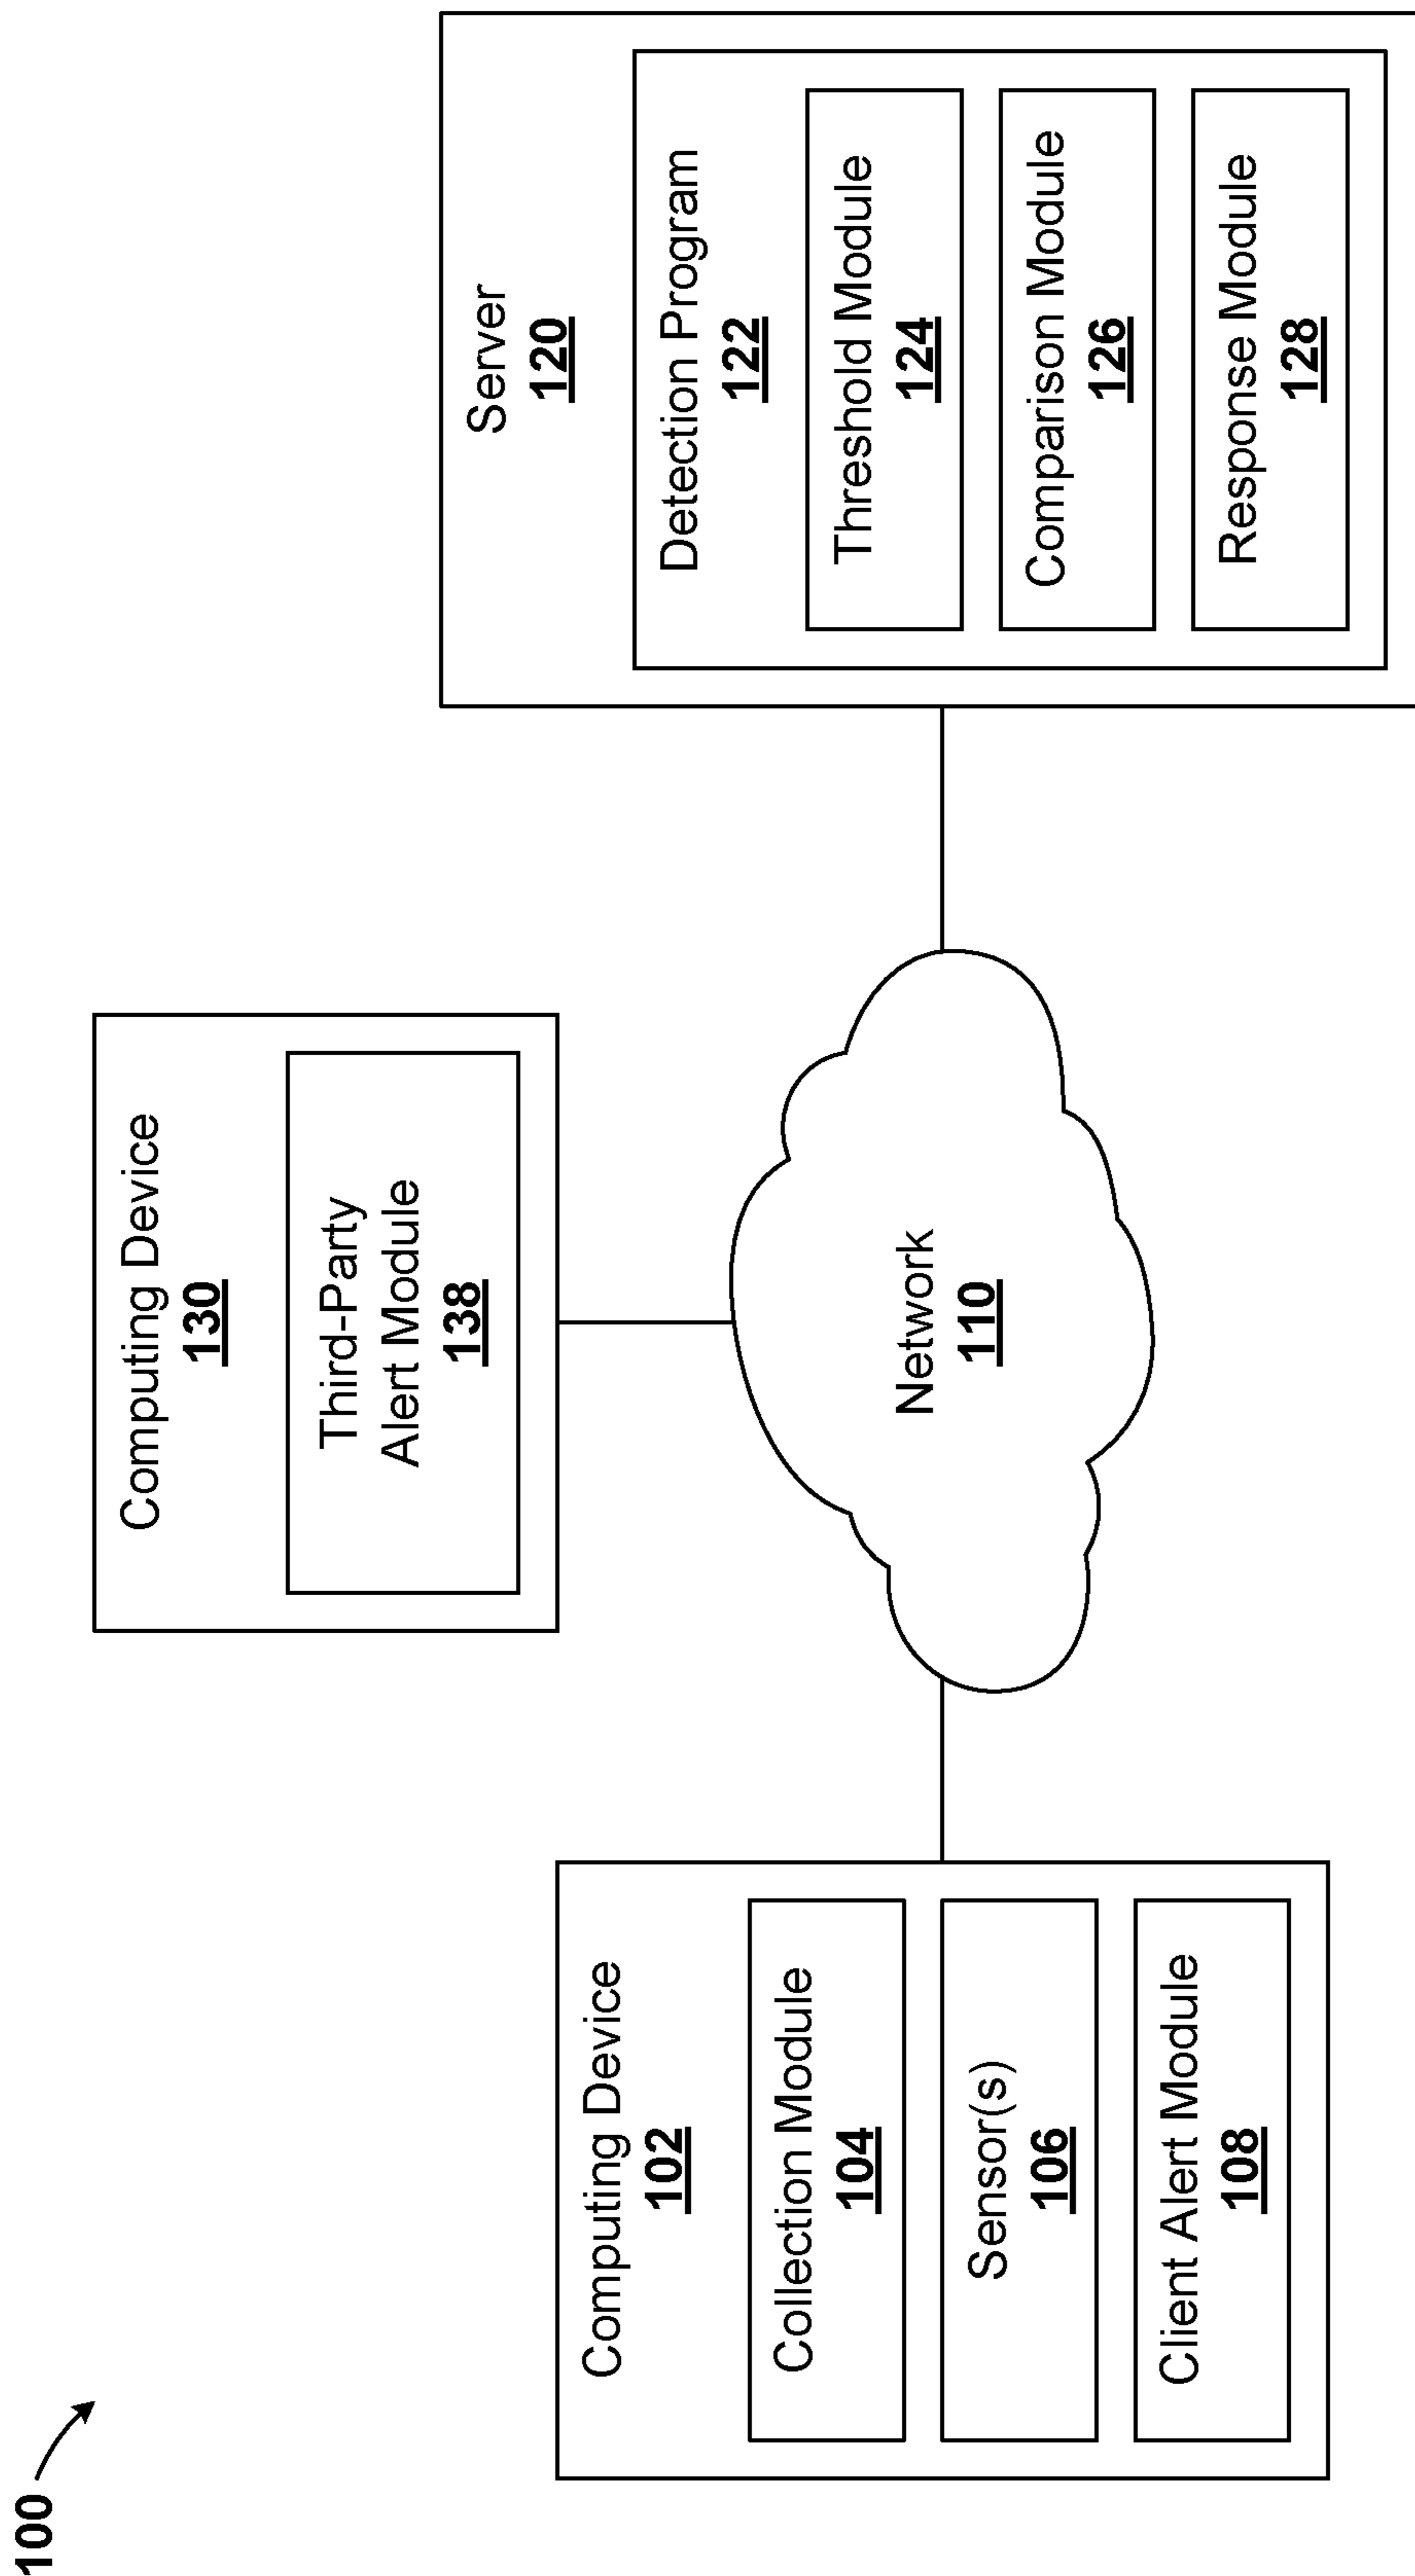 100
Computing Device
102
Collection Module
104
Sensor(s)
106
Client Alert Module
108
Computing Device
130
Third-Party
Alert Module
138
Network
110
Server
120
Detection Program
122
Threshold Module
124
Comparison Module
126
Response Module
128